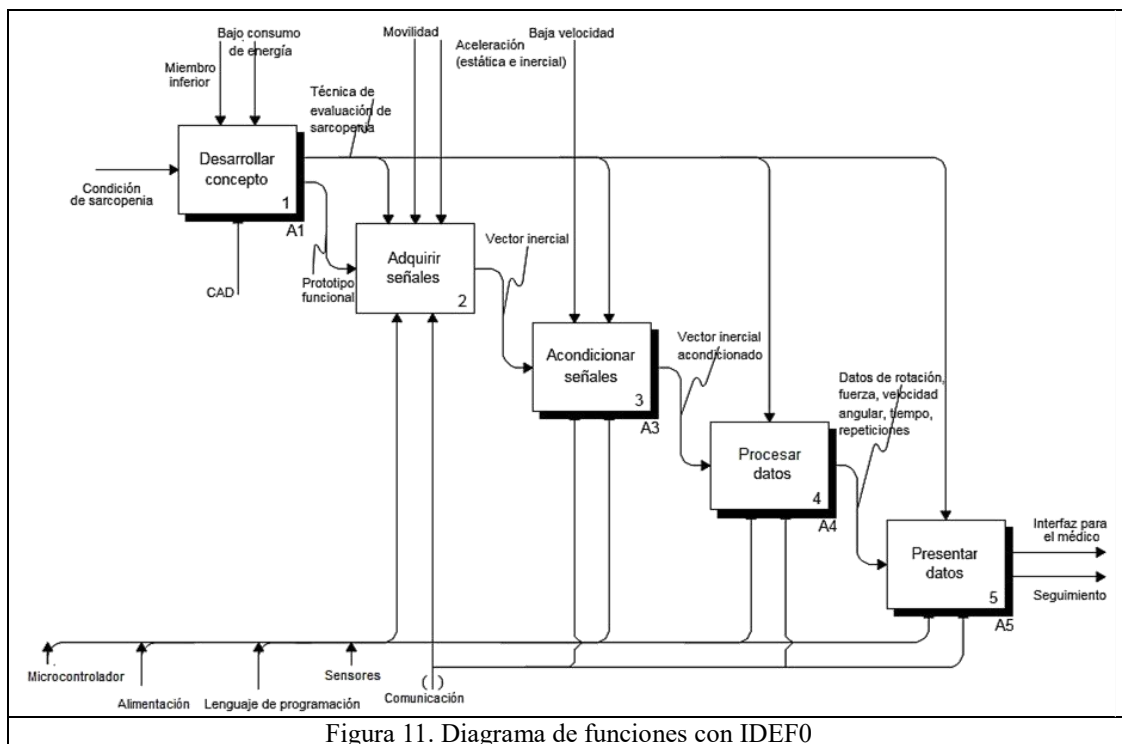 Bajo consumo
de energía
Miembro
inferior
Movilidad
Aceleración
(estática e inercial)
Baja velocidad
Técnica de
evaluación de
sarcopenia
Desarrollar
concepto
1
A1
Condición
de sarcopenia
CAD
Prototipo
funcional
Adquirir
señales
2
Vector inercial
Acondicionar
señales
3
A3
Vector inercial
acondicionado
Procesar
datos
4
A4
Datos de rotación,
fuerza, velocidad
angular, tiempo,
repeticiones
Presentar
datos
5
A5
Interfaz para
el médico
Seguimiento
Microcontrolador
Alimentación
Lenguaje de programación
Sensores
( )
Comunicación
Figura 11. Diagrama de funciones con IDEF0